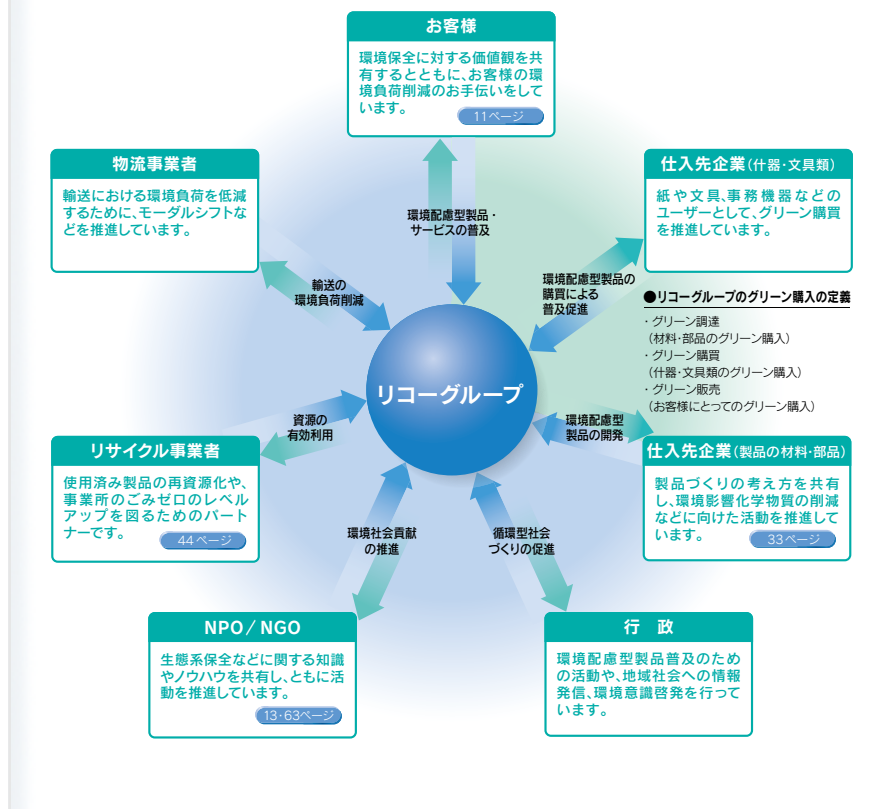 お客様
環境保全に対する価値観を共
有するとともに、お客様の環
境負荷削減のお手伝いをして
います。
11ページ
物流事業者
輸送における環境負荷を低減
するために、モーダルシフトな
どを推進しています。
仕入先企業(什器・文具類)
紙や文具、事務機器などの
ユーザーとして、グリーン購買
を推進しています。
環境配慮型製品・
サービスの普及
輸送の
環境負荷削減
環境配慮型製品の
購買による
普及促進
●リコーグループのグリーン購入の定義
・グリーン調達
(材料・部品のグリーン購入)
・グリーン購買
(什器・文具類のグリーン購入)
・グリーン販売
(お客様にとってのグリーン購入)
リコーグループ
資源の
有効利用
環境配慮型
製品の開発
リサイクル事業者
使用済み製品の再資源化や、
事業所のごみゼロのレベル
アップを図るためのパート
ナーです。
44ページ
仕入先企業(製品の材料・部品)
製品づくりの考え方を共有
し、環境影響化学物質の削減
などに向けた活動を推進して
います。
33ページ
環境社会貢献
の推進
循環型社会
づくりの促進
NPO/NGO
生態系保全などに関する知識
やノウハウを共有し、ともに活
動を推進しています。
13・63ページ
行 政
環境配慮型製品普及のため
の活動や、地域社会への情報
発信、環境意識啓発を行って
います。